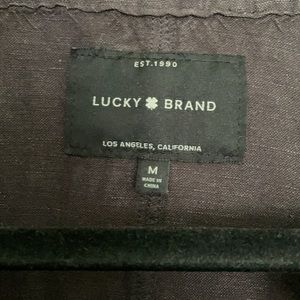 EST.1990
LUCKY BRAND
LOS ANGELES, CALIFORNIA
M
MADE IN
CHINA